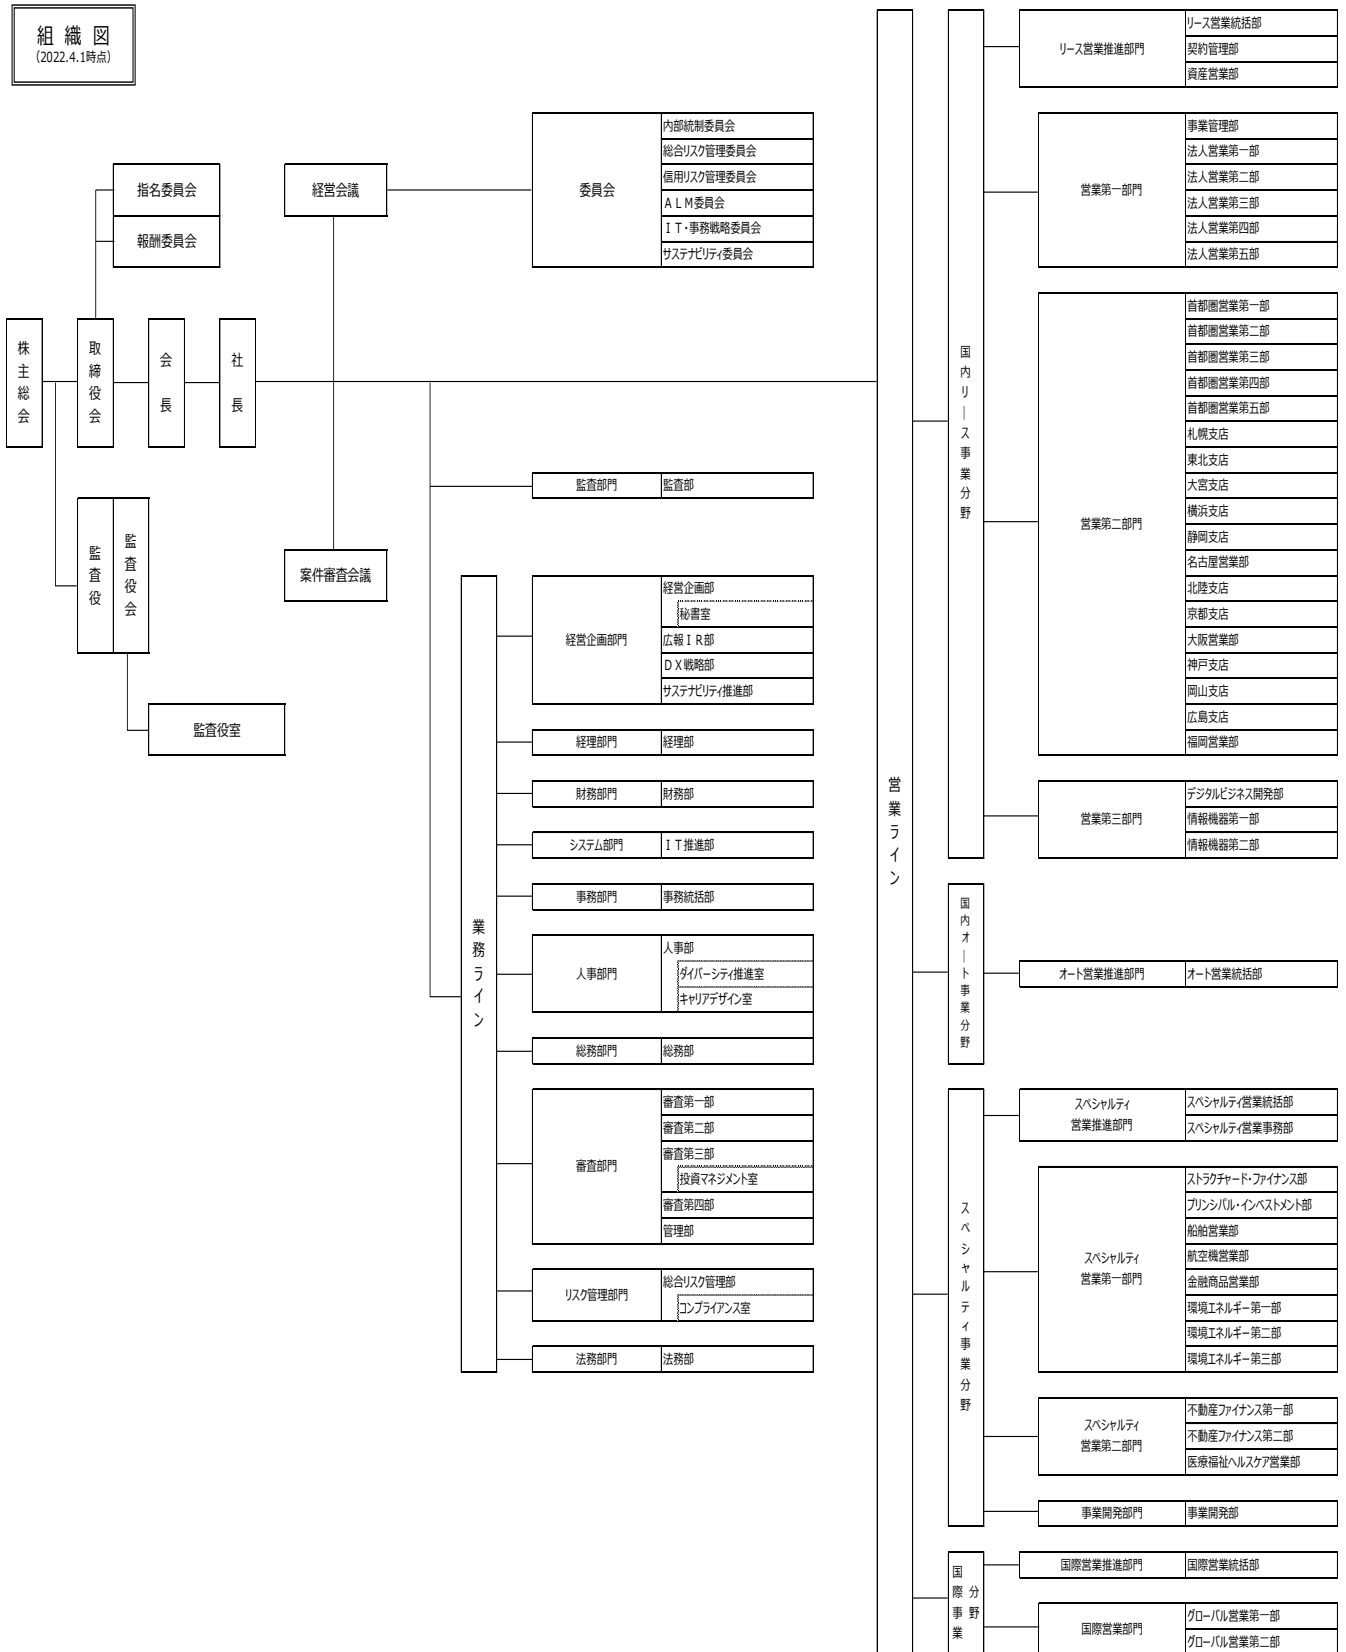 組 織 図
(2022.4.1時点)
指名委員会
報酬委員会
株主総会
取締役会
会長
社長
監査役
監査役会
監査役室
経営会議
案件審査会議
委員会
内部統制委員会
総合リスク管理委員会
信用リスク管理委員会
ALM委員会
IT・事務戦略委員会
サステナビリティ委員会
監査部門
監査部
業務ライン
経営企画部門
経営企画部
秘書室
広報IR部
DX戦略部
サステナビリティ推進部
経理部門
経理部
財務部門
財務部
システム部門
IT推進部
事務部門
事務統括部
人事部門
人事部
ダイバーシティ推進室
キャリアデザイン室
総務部門
総務部
審査部門
審査第一部
審査第二部
審査第三部
投資マネジメント室
審査第四部
管理部
リスク管理部門
総合リスク管理部
コンプライアンス室
法務部門
法務部
営業ライン
国内リース事業分野
リース営業推進部門
リース営業統括部
契約管理部
資産営業部
営業第一部門
事業管理部
法人営業第一部
法人営業第二部
法人営業第三部
法人営業第四部
法人営業第五部
営業第二部門
首都圏営業第一部
首都圏営業第二部
首都圏営業第三部
首都圏営業第四部
首都圏営業第五部
札幌支店
東北支店
大宮支店
横浜支店
静岡支店
名古屋営業部
北陸支店
京都支店
大阪営業部
神戸支店
岡山支店
広島支店
福岡営業部
営業第三部門
デジタルビジネス開発部
情報機器第一部
情報機器第二部
国内オート事業分野
オート営業推進部門
オート営業統括部
スペシャルティ事業分野
スペシャルティ
営業推進部門
スペシャルティ営業統括部
スペシャルティ営業事務部
スペシャルティ
営業第一部門
ストラクチャード・ファイナンス部
プリンシパル・インベストメント部
船舶営業部
航空機営業部
金融商品営業部
環境エネルギー第一部
環境エネルギー第二部
環境エネルギー第三部
スペシャルティ
営業第二部門
不動産ファイナンス第一部
不動産ファイナンス第二部
医療福祉ヘルスケア営業部
事業開発部門
事業開発部
国際事業
分野
国際営業推進部門
国際営業統括部
国際営業部門
グローバル営業第一部
グローバル営業第二部